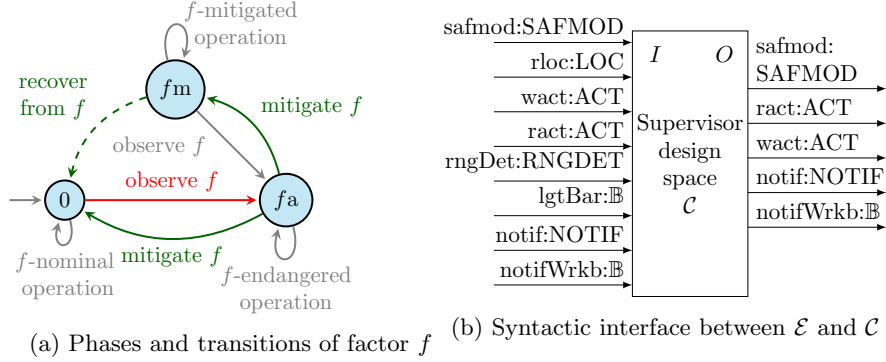 f-mitigated
operation
fm
recover
from f
mitigate f
observe f
observe f
0
fa
mitigate f
f-nominal
operation
f-endangered
operation
(a) Phases and transitions of factor f
safmod:SAFMOD
rloc:LOC
wact:ACT
ract:ACT
rngDet:RNGDET
lgtBar:𝔹
notif:NOTIF
notifWrkb:𝔹
I O
Supervisor
design
space
𝒞
safmod:
SAFMOD
ract:ACT
wact:ACT
notif:NOTIF
notifWrkb:𝔹
(b) Syntactic interface between ℰ and 𝒞